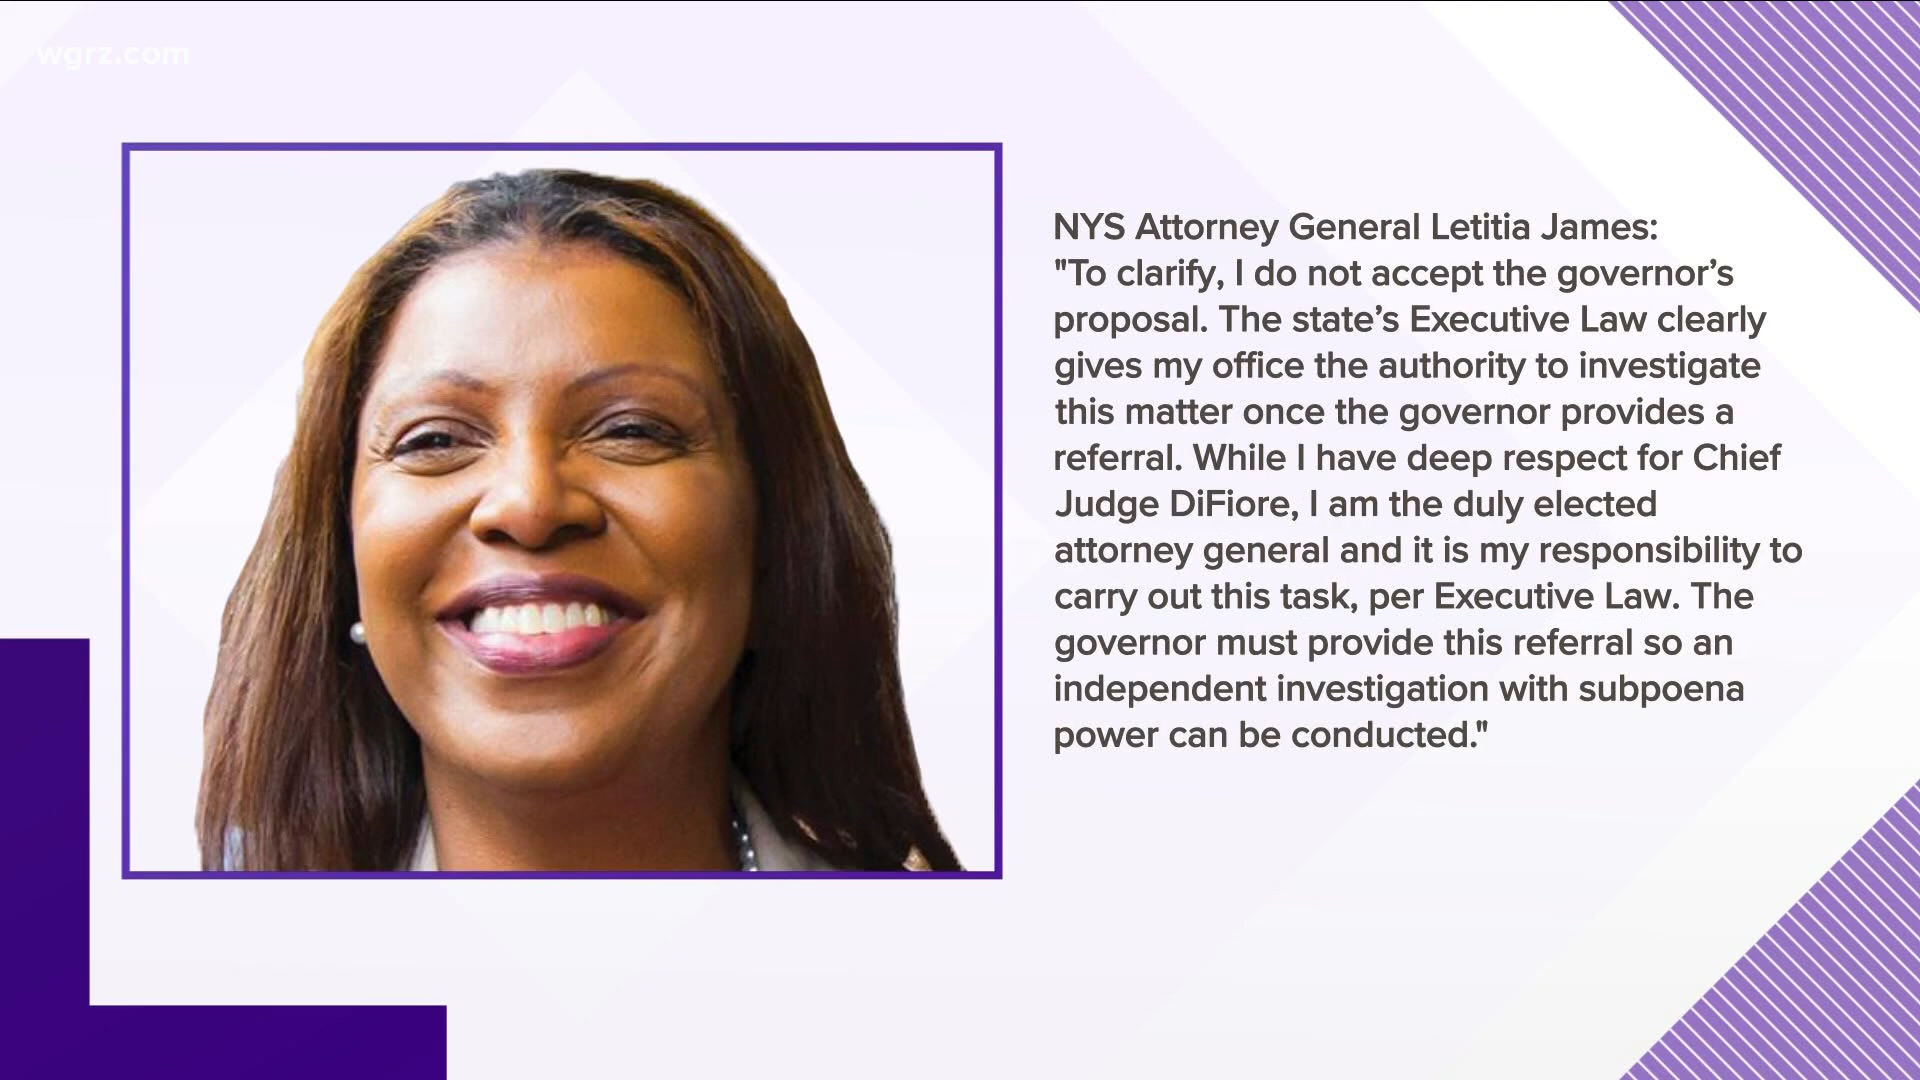 wgrz.com
NYS Attorney General Letitia James:
"To clarify, I do not accept the governor’s
proposal. The state’s Executive Law clearly
gives my office the authority to investigate
this matter once the governor provides a
referral. While I have deep respect for Chief
Judge DiFiore, I am the duly elected
attorney general and it is my responsibility to
carry out this task, per Executive Law. The
governor must provide this referral so an
independent investigation with subpoena
power can be conducted."